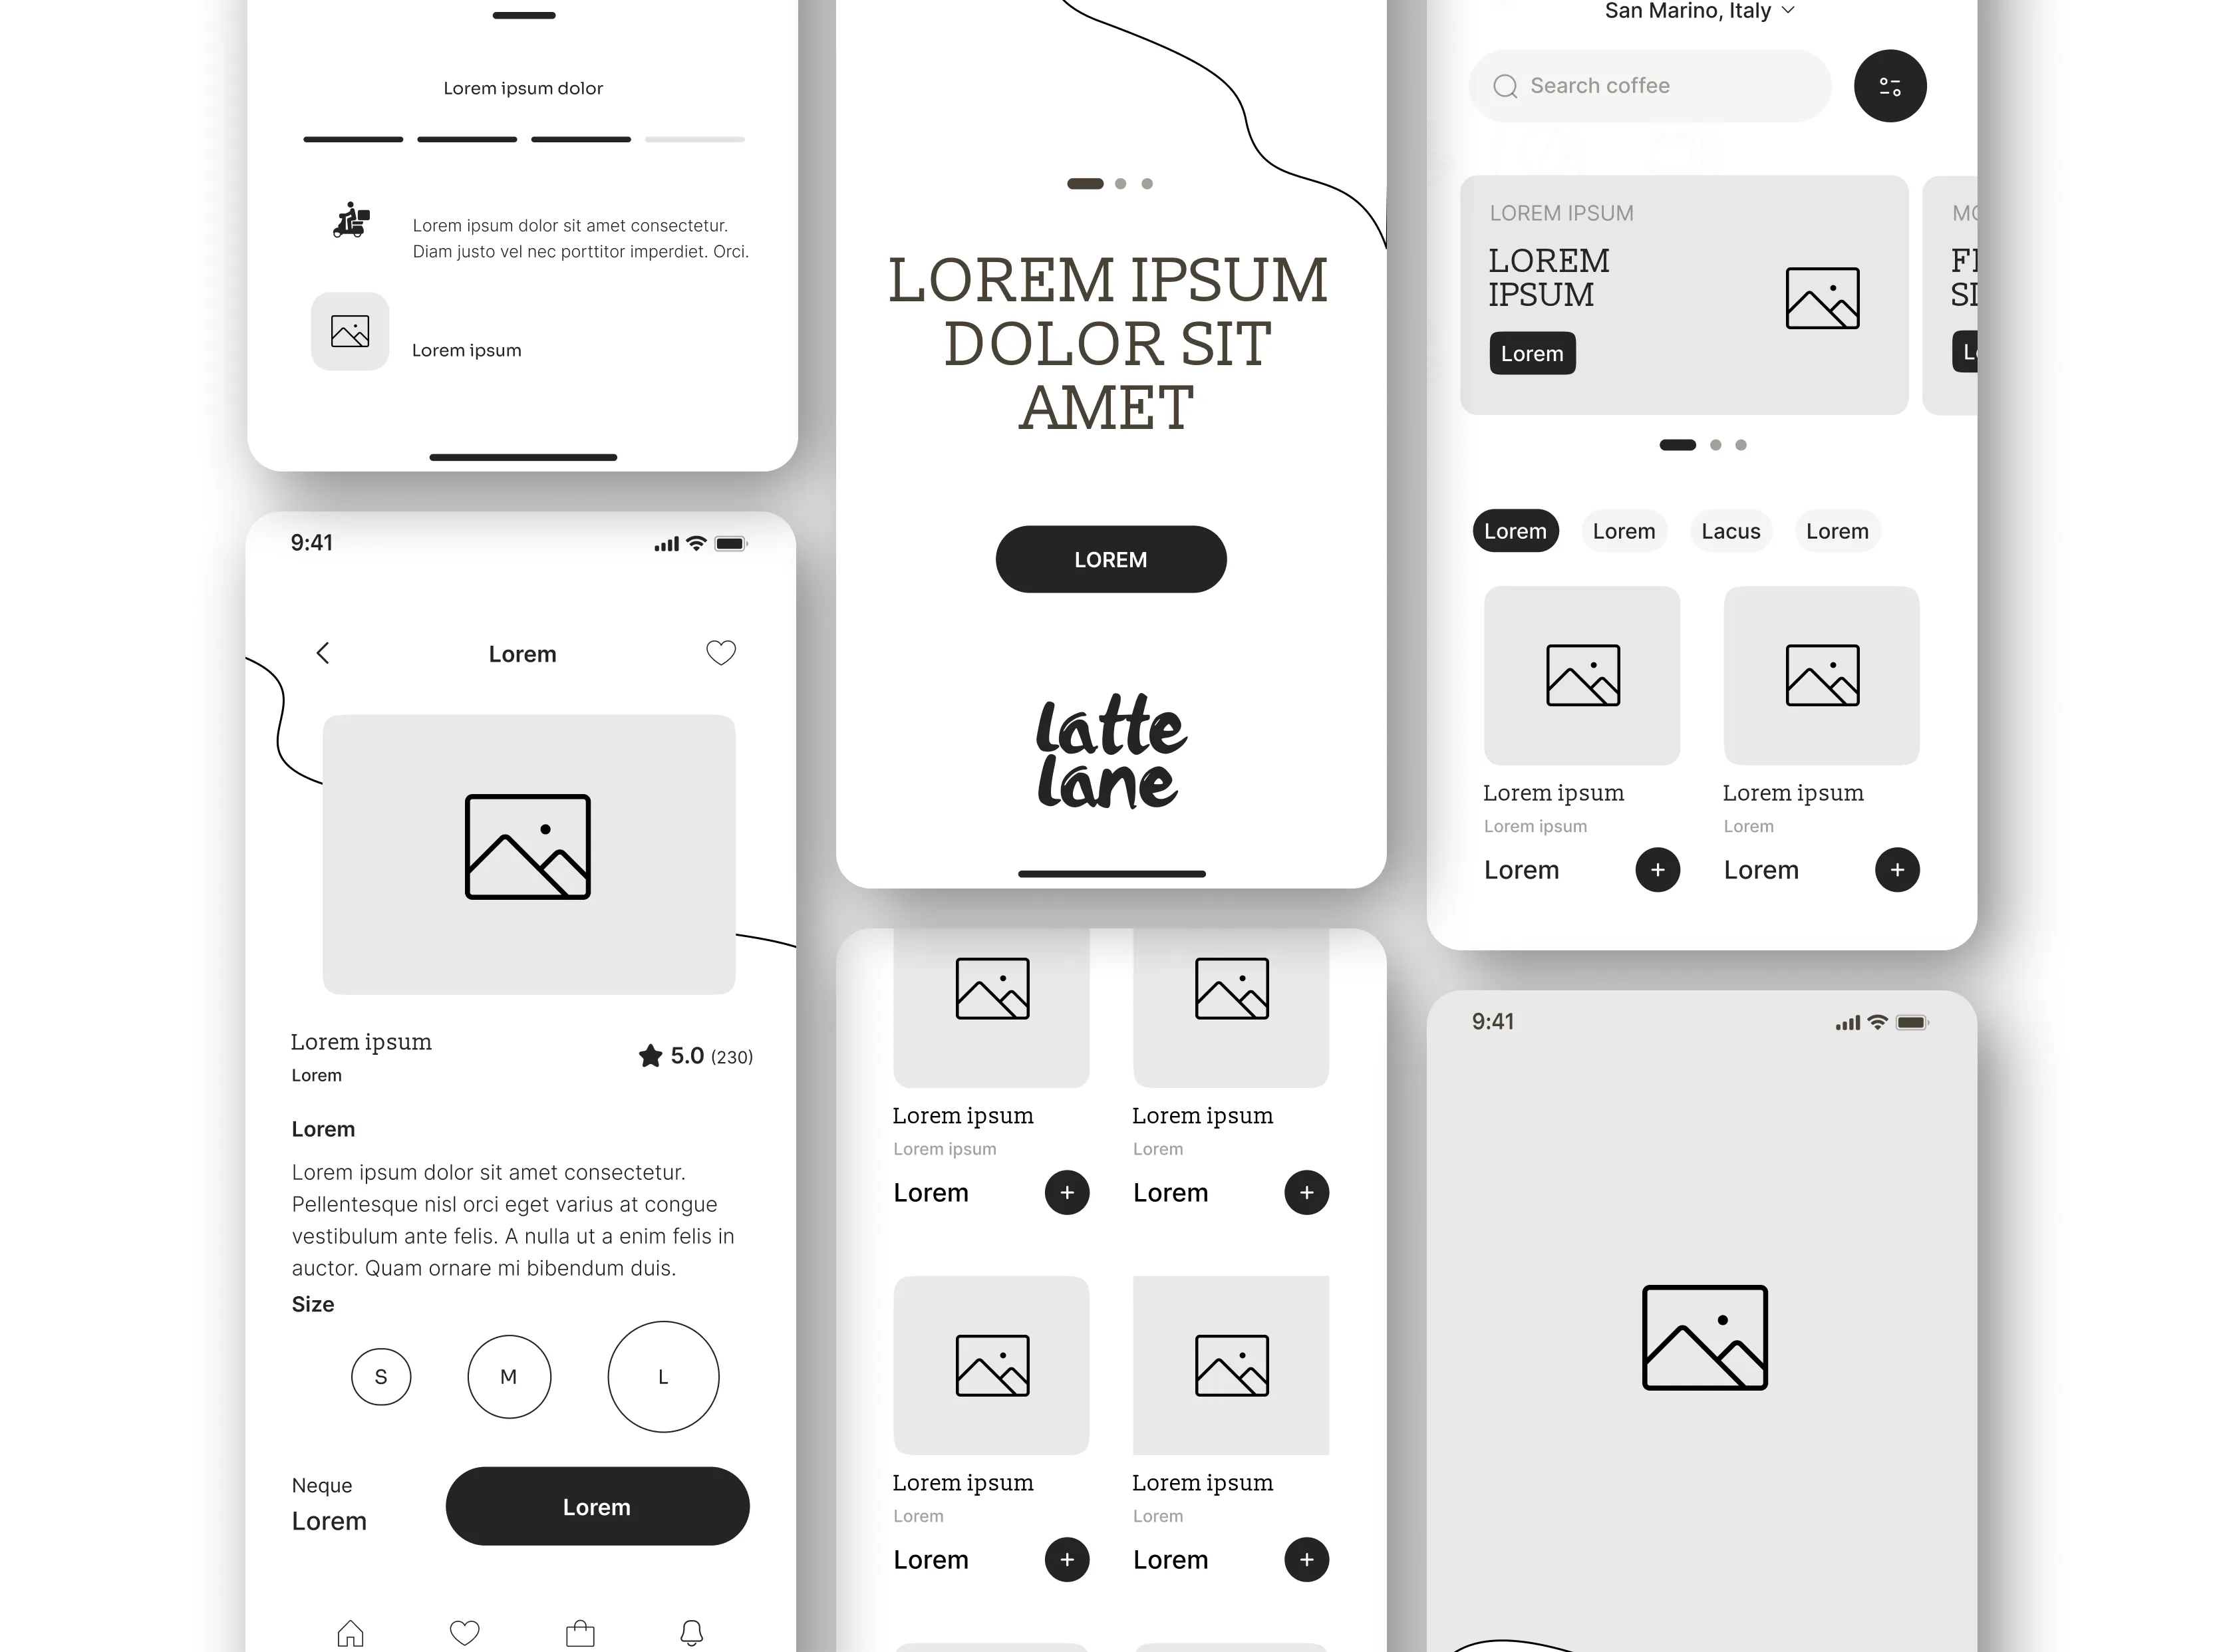 Lorem ipsum dolor
Lorem ipsum dolor sit amet consectetur.
Diam justo vel nec porttitor imperdiet. Orci.
Lorem ipsum
9:41
Lorem
Lorem ipsum
5.0 (230)
Lorem
Lorem
Lorem ipsum dolor sit amet consectetur.
Pellentesque nisl orci eget varius at congue
vestibulum ante felis. A nulla ut a enim felis in
auctor. Quam ornare mi bibendum duis.
Size
S M L
Neque
Lorem
Lorem
LOREM IPSUM
DOLOR SIT
AMET
LOREM
latte
lane
Lorem ipsum Lorem ipsum
Lorem ipsum Lorem
Lorem + Lorem +
Lorem ipsum Lorem ipsum
Lorem Lorem
Lorem + Lorem +
San Marino, Italy
Search coffee
LOREM IPSUM
LOREM
IPSUM
Lorem
Lorem Lorem Lacus Lorem
Lorem ipsum Lorem ipsum
Lorem ipsum Lorem
Lorem + Lorem +
9:41